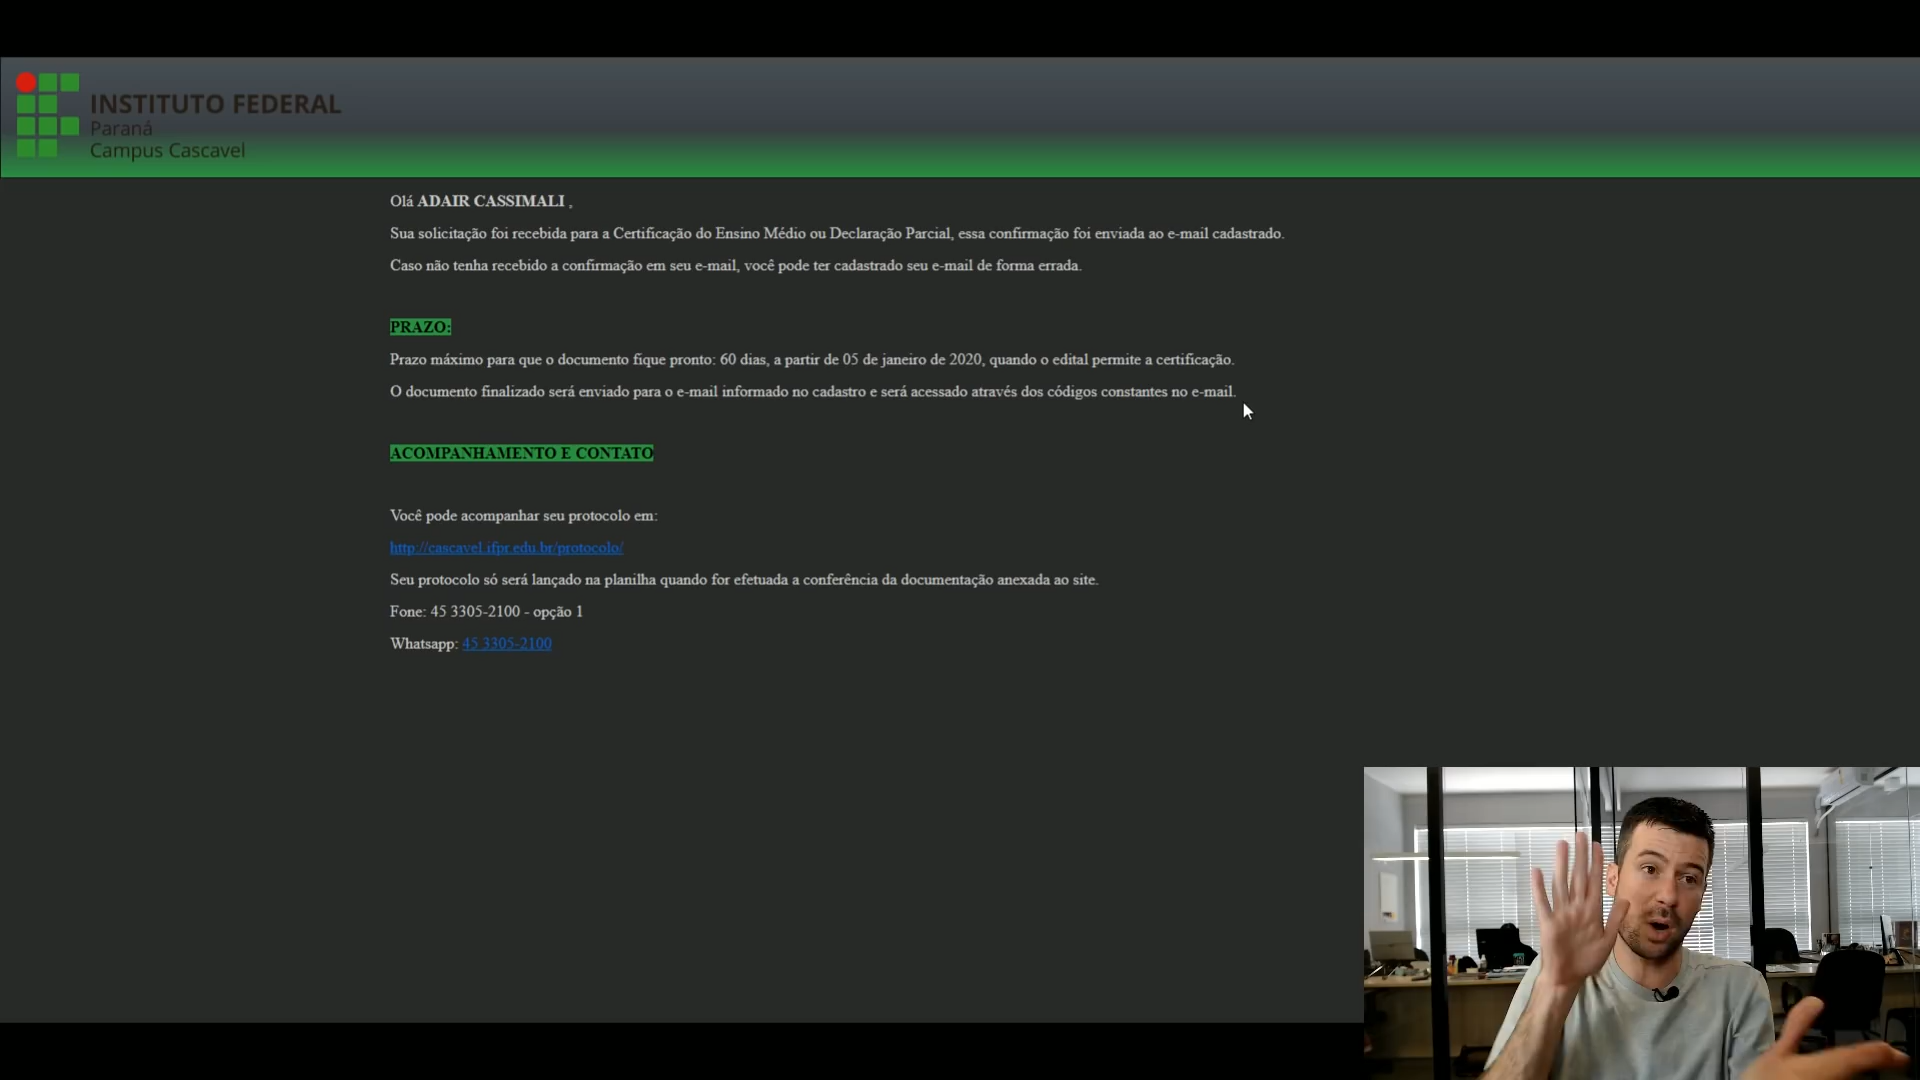 INSTITUTO FEDERAL
Paraná
Campus Cascavel
Olá ADAIR CASSIMALI ,
Sua solicitação foi recebida para a Certificação do Ensino Médio ou Declaração Parcial, essa confirmação foi enviada ao e-mail cadastrado.
Caso não tenha recebido a confirmação em seu e-mail, você pode ter cadastrado seu e-mail de forma errada.
PRAZO:
Prazo máximo para que o documento fique pronto: 60 dias, a partir de 05 de janeiro de 2020, quando o edital permite a certificação.
O documento finalizado será enviado para o e-mail informado no cadastro e será acessado através dos códigos constantes no e-mail.
ACOMPANHAMENTO E CONTATO
Você pode acompanhar seu protocolo em:
http://cascavel.ifpr.edu.br/protocolo/
Seu protocolo só será lançado na planilha quando for efetuada a conferência da documentação anexada ao site.
Fone: 45 3305-2100 - opção 1
Whatsapp: 45 3305-2100